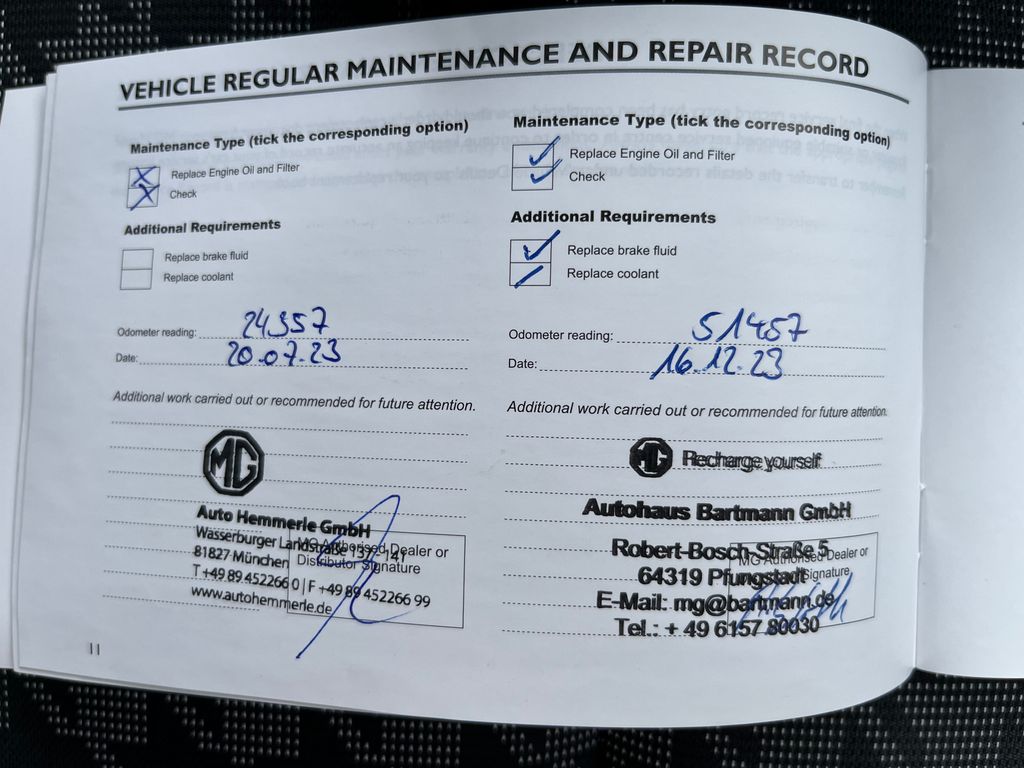 VEHICLE REGULAR MAINTENANCE AND REPAIR RECORD
Maintenance Type (tick the corresponding option)
Replace Engine Oil and Filter
Check
Additional Requirements
Replace brake fluid
Replace coolant
Odometer reading: 24357
Date: 20.07.23
Additional work carried out or recommended for future attention.
MG
Auto Hemmerle GmbH
Wasserburger Landstraße 137-141
81827 München
T +49 89 452266 0 | F +49 89 452266 99
www.autohemmerle.de
MG Authorised Dealer or
Distributor Signature
11
Maintenance Type (tick the corresponding option)
Replace Engine Oil and Filter
Check
Additional Requirements
Replace brake fluid
Replace coolant
Odometer reading: 51457
Date: 16.12.23
Additional work carried out or recommended for future attention.
MG Recharge yourself
Autohaus Bartmann GmbH
Robert-Bosch-Straße 5
64319 Pfungstadt
E-Mail: mg@bartmann.de
Tel.: + 49 6157 80030
MG Authorised Dealer or
Signature